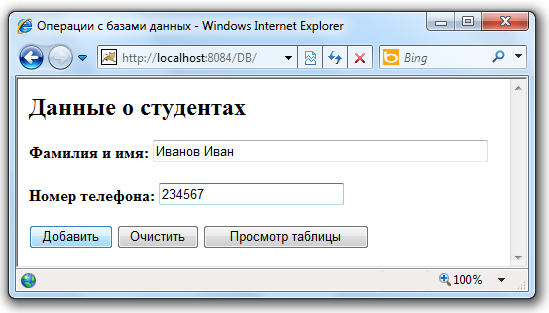 Операции с базами данных - Windows Internet Explorer
http://localhost:8084/DB/ Bing
Данные о студентах
Фамилия и имя: Иванов Иван
Номер телефона: 234567
Добавить Очистить Просмотр таблицы
100%